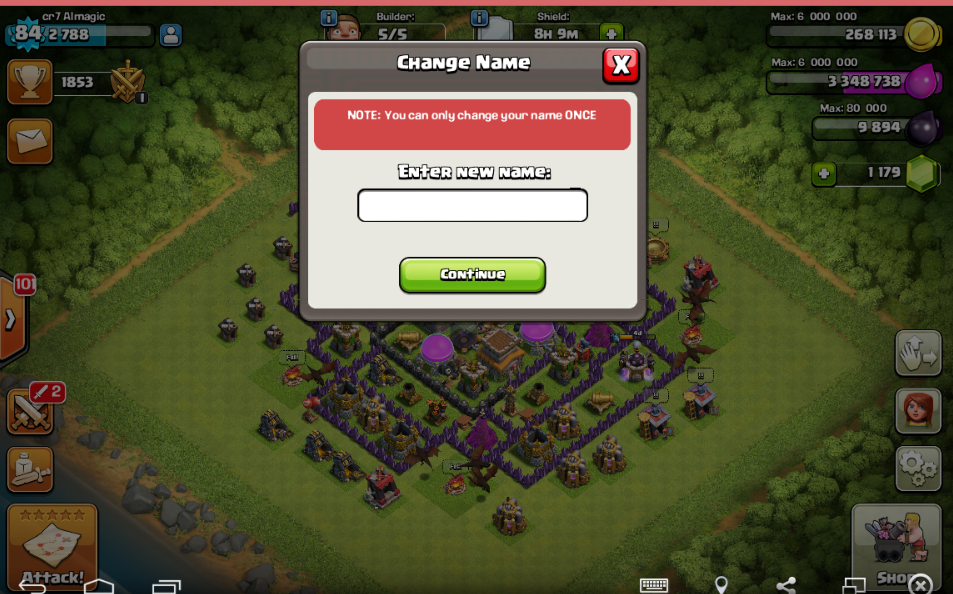 cr7 Almagic
84
2 788
Builder:
5/5
Shield:
8H 9M
Max: 6 000 000
268 113
1853
Max: 6 000 000
3 348 738
Max: 80 000
9 894
1 179
Change Name
X
NOTE: You can only change your name ONCE
Enter new name:
Continue
101
2
Attack!
Shop